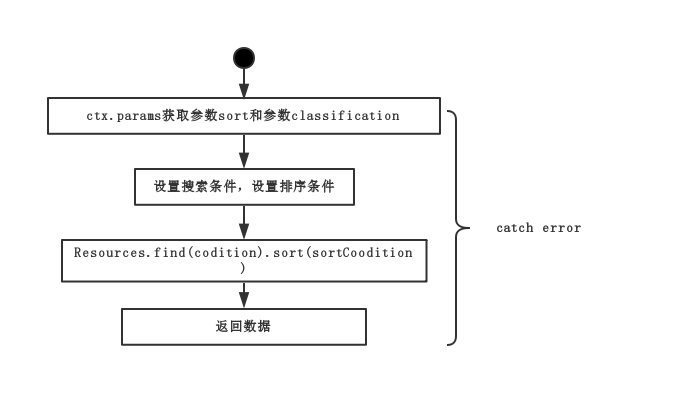 ctx.params获取参数sort和参数classification
设置搜索条件，设置排序条件
Resources.find(codition).sort(sortCoodition
)
catch error
返回数据